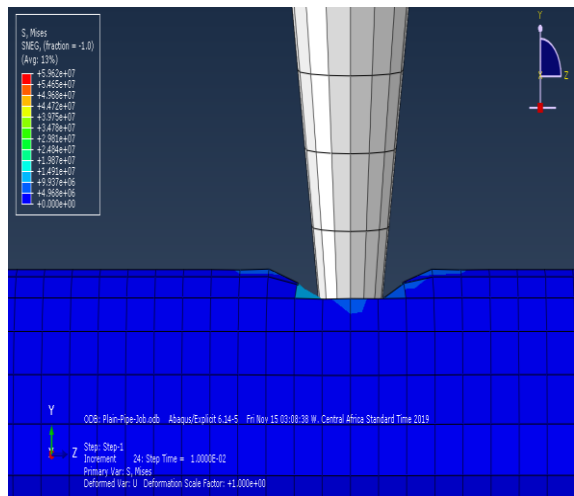 S, Mises
SNEG, (fraction = -1.0)
(Avg: 13%)
+5.962e+07
+5.465e+07
+4.968e+07
+4.472e+07
+3.975e+07
+3.478e+07
+2.981e+07
+2.484e+07
+1.987e+07
+1.491e+07
+9.937e+06
+4.968e+06
+0.000e+00
Y
X
Z
ODB: Plain-Pipe-Job.odb Abaqus/Explicit 6.14-5 Fri Nov 15 03:08:38 W. Central Africa Standard Time 2019
Y
Z
Step: Step-1
Increment 24: Step Time = 1.0000E-02
Primary Var: S, Mises
Deformed Var: U Deformation Scale Factor: +1.000e+00